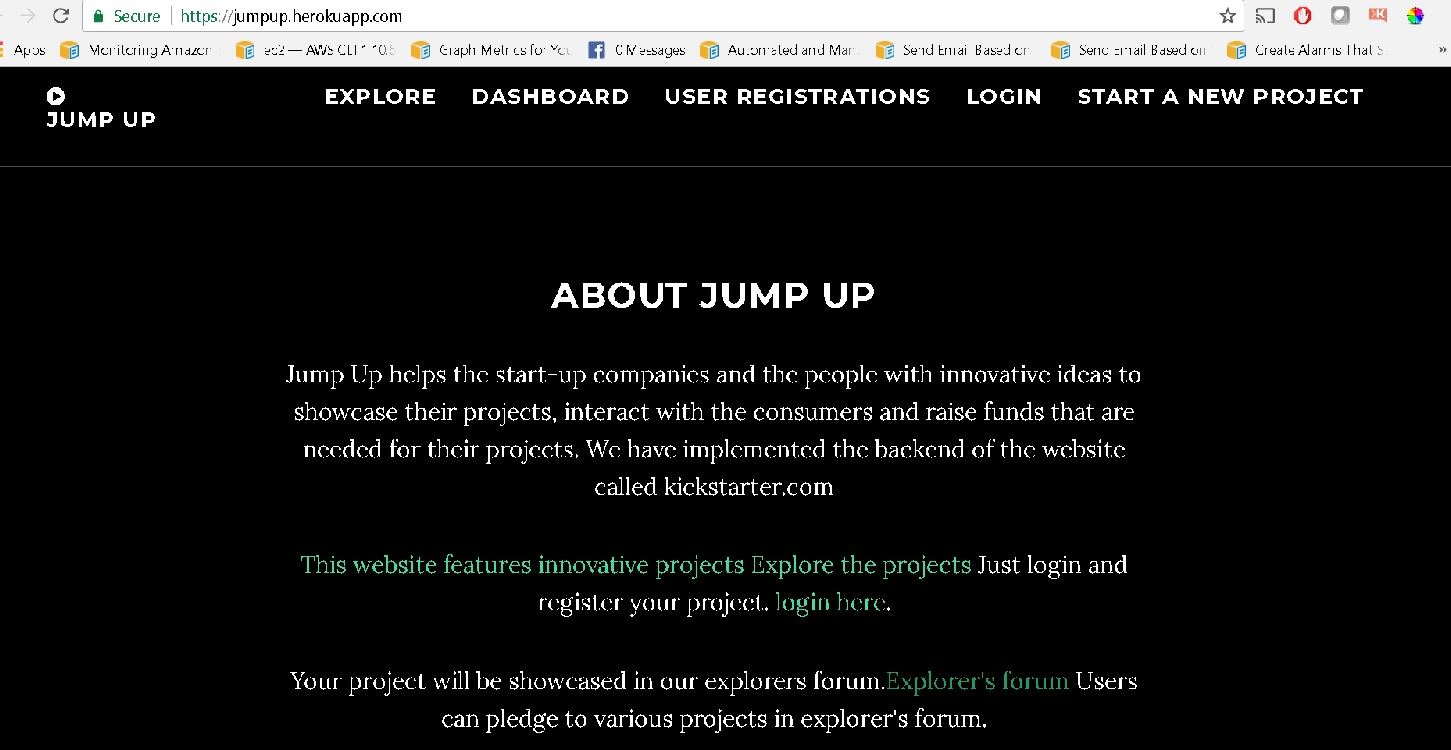 Secure https://jumpup.herokuapp.com
Apps Monitoring Amazon ec2 — AWS CLI 1.10.6 Graph Metrics for You 0 Messages Automated and Man Send Email Based on Send Email Based on Create Alarms That S »
JUMP UP
EXPLORE DASHBOARD USER REGISTRATIONS LOGIN START A NEW PROJECT
ABOUT JUMP UP
Jump Up helps the start-up companies and the people with innovative ideas to
showcase their projects, interact with the consumers and raise funds that are
needed for their projects. We have implemented the backend of the website
called kickstarter.com
This website features innovative projects Explore the projects Just login and
register your project. login here.
Your project will be showcased in our explorers forum.Explorer's forum Users
can pledge to various projects in explorer's forum.